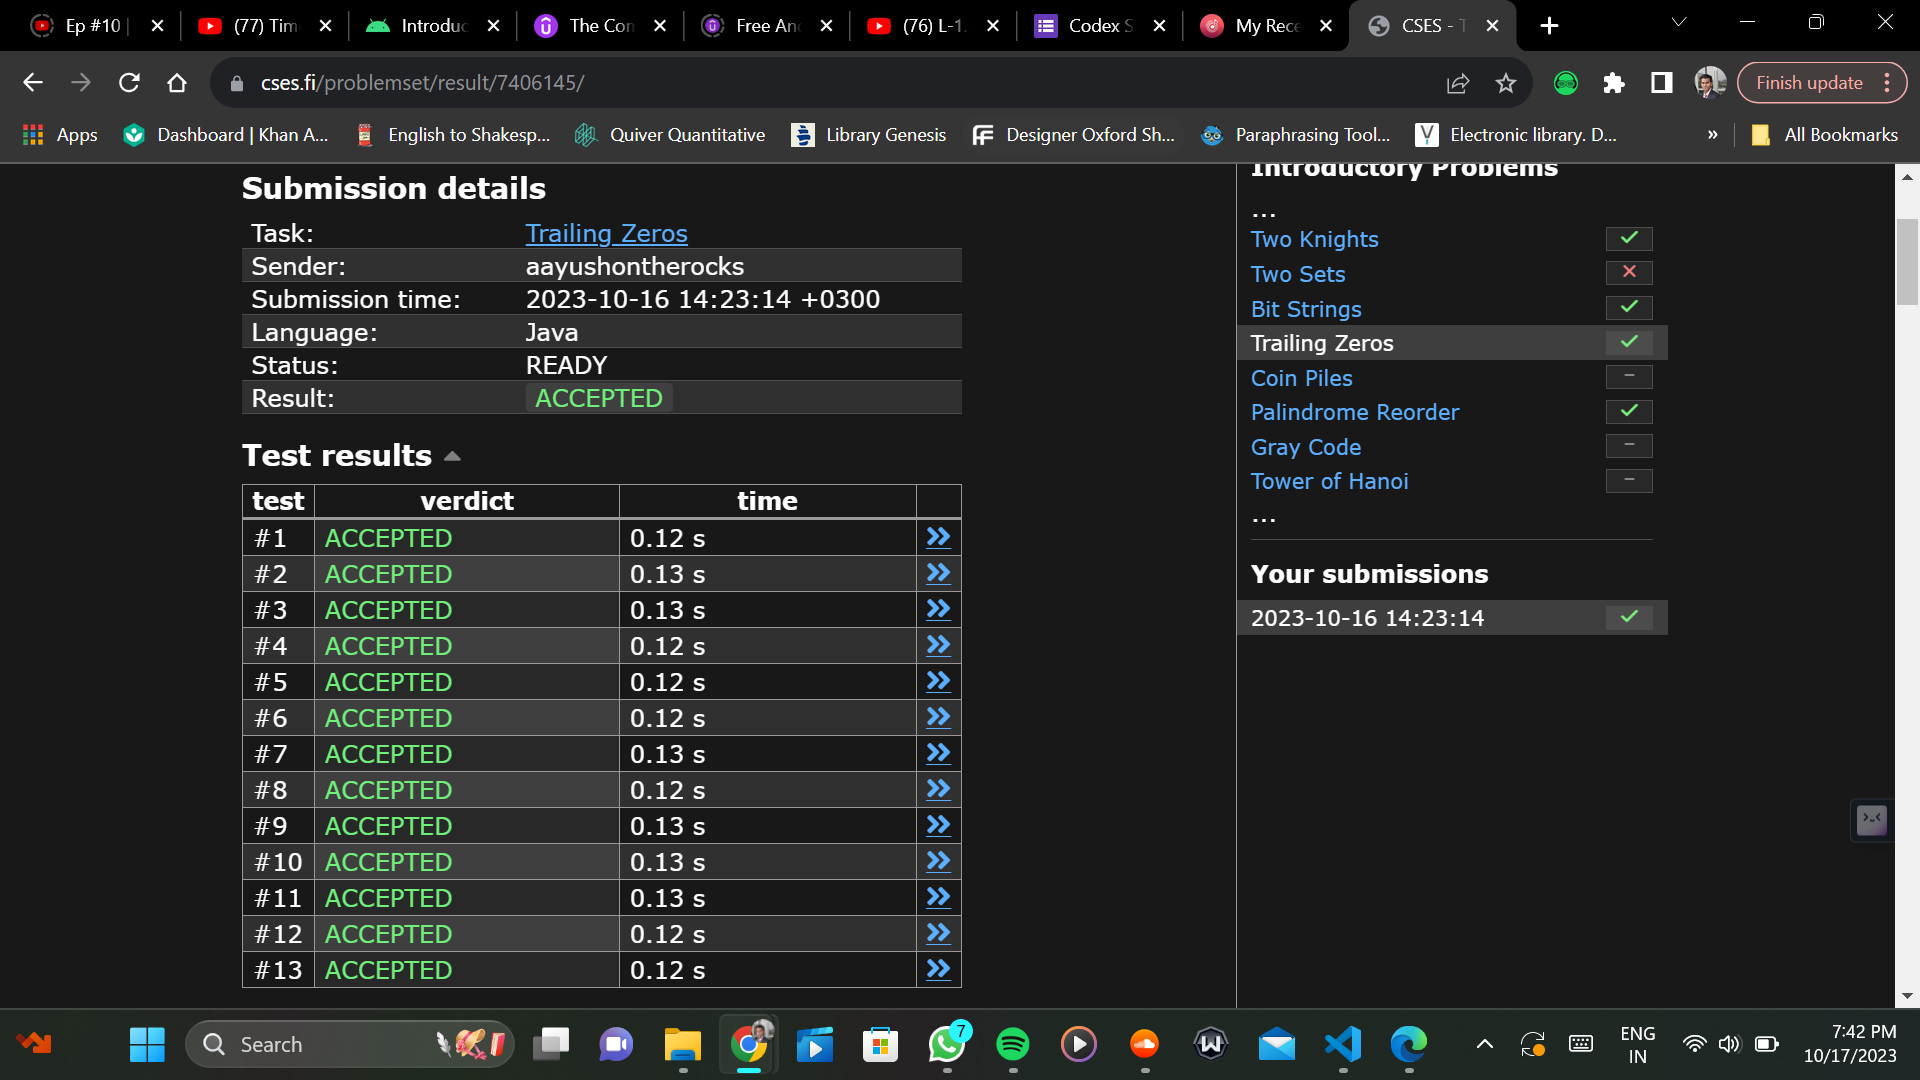 Ep #10 |
(77) Tim
Introduc
The Con
Free An
(76) L-1.
Codex S
My Rece
CSES - T
cses.fi/problemset/result/7406145/
Finish update
Apps
Dashboard | Khan A...
English to Shakesp...
Quiver Quantitative
Library Genesis
Designer Oxford Sh...
Paraphrasing Tool...
Electronic library. D...
»
All Bookmarks
Submission details
Task: Trailing Zeros
Sender: aayushontherocks
Submission time: 2023-10-16 14:23:14 +0300
Language: Java
Status: READY
Result: ACCEPTED
Test results
test verdict time
#1 ACCEPTED 0.12 s
#2 ACCEPTED 0.13 s
#3 ACCEPTED 0.13 s
#4 ACCEPTED 0.12 s
#5 ACCEPTED 0.12 s
#6 ACCEPTED 0.12 s
#7 ACCEPTED 0.13 s
#8 ACCEPTED 0.12 s
#9 ACCEPTED 0.13 s
#10 ACCEPTED 0.13 s
#11 ACCEPTED 0.13 s
#12 ACCEPTED 0.12 s
#13 ACCEPTED 0.12 s
Introductory Problems
...
Two Knights
Two Sets
Bit Strings
Trailing Zeros
Coin Piles
Palindrome Reorder
Gray Code
Tower of Hanoi
...
Your submissions
2023-10-16 14:23:14
Search
7
ENG
IN
7:42 PM
10/17/2023